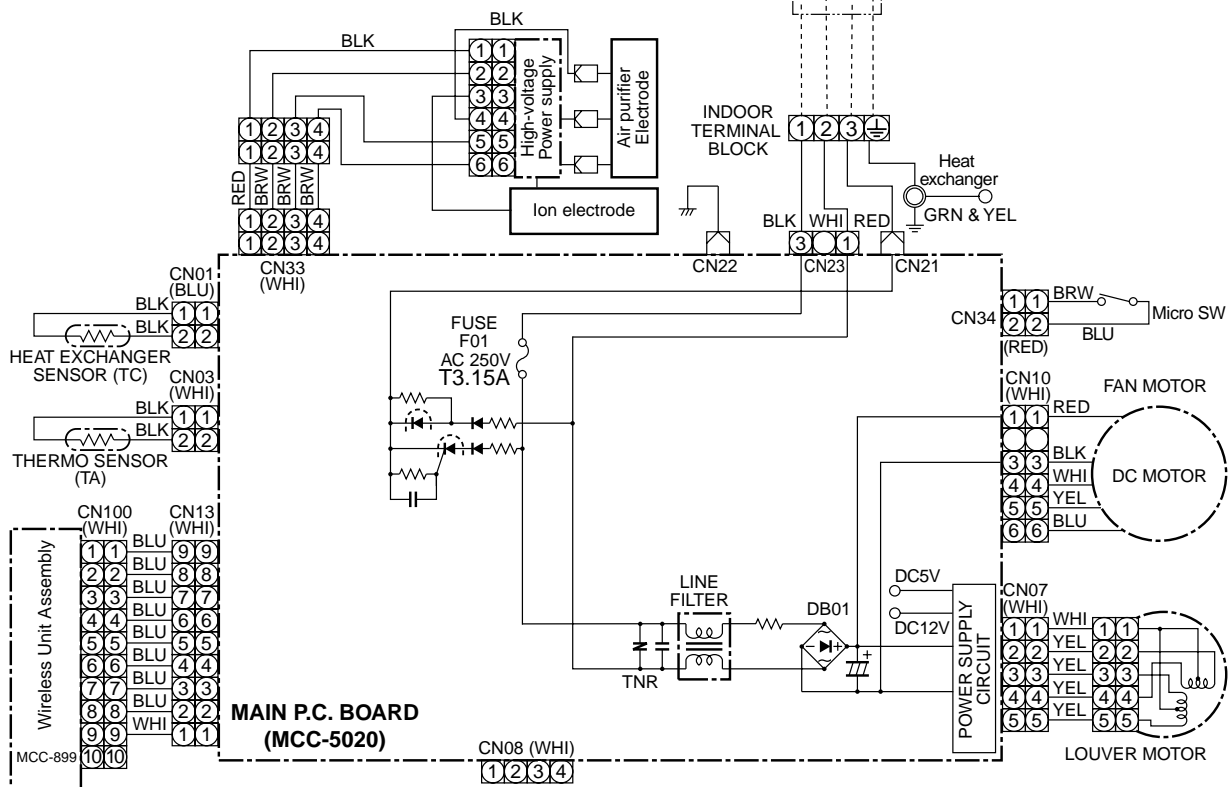 BLK
BLK
1 1
2 2
3 3
4 4
5 5
6 6
High-voltage
Power supply
Air purifier
Electrode
Ion electrode
1 2 3 4
1 2 3 4
RED
BRW
BRW
BRW
1 2 3 4
1 2 3 4
CN33
(WHI)
INDOOR
TERMINAL
BLOCK
1 2 3
Heat
exchanger
GRN & YEL
BLK
WHI
RED
3 1
CN22
CN23
CN21
CN01
(BLU)
BLK
BLK
1 1
2 2
HEAT EXCHANGER
SENSOR (TC)
CN03
(WHI)
BLK
BLK
1 1
2 2
THERMO SENSOR
(TA)
FUSE
F01
AC 250V
T3.15A
CN34
1 1
2 2
(RED)
BRW
BLU
Micro SW
CN10
(WHI)
1 1
3 3
4 4
5 5
6 6
RED
BLK
WHI
YEL
BLU
FAN MOTOR
DC MOTOR
CN100
(WHI)
CN13
(WHI)
Wireless Unit Assembly
MCC-899
1 1 BLU 9 9
2 2 BLU 8 8
3 3 BLU 7 7
4 4 BLU 6 6
5 5 BLU 5 5
6 6 BLU 4 4
7 7 BLU 3 3
8 8 BLU 2 2
9 9 WHI 1 1
10 10
MAIN P.C. BOARD
(MCC-5020)
LINE
FILTER
TNR
DB01
~
~
–
+
+
DC5V
DC12V
POWER SUPPLY
CIRCUIT
CN07
(WHI)
1 1 WHI 1 1
2 2 YEL 2 2
3 3 YEL 3 3
4 4 YEL 4 4
5 5 YEL 5 5
LOUVER MOTOR
CN08 (WHI)
1 2 3 4